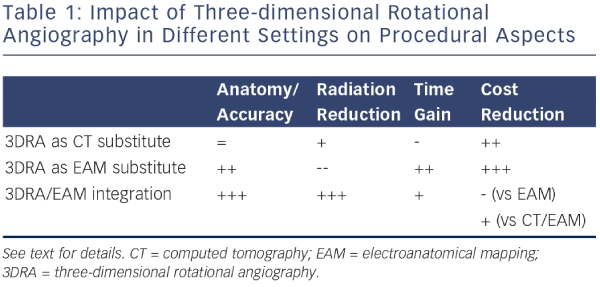 Table 1: Impact of Three-dimensional Rotational
Angiography in Different Settings on Procedural Aspects
Anatomy/ Radiation Time Cost
Accuracy Reduction Gain Reduction
3DRA as CT substitute = + - ++
3DRA as EAM substitute ++ -- ++ +++
3DRA/EAM integration +++ +++ + - (vs EAM)
+ (vs CT/EAM)
See text for details. CT = computed tomography; EAM = electroanatomical mapping;
3DRA = three-dimensional rotational angiography.